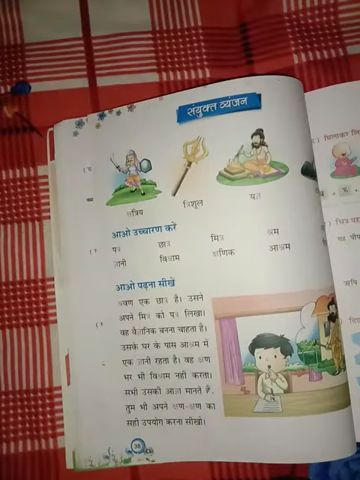 संयुक्त व्यंजन
क्षत्रिय त्रिशूल यज्ञ
आओ उच्चारण करें
पत्र छात्र मित्र श्रम
ज्ञानी विश्राम क्षणिक आश्रम
आओ पढ़ना सीखें
श्रवण एक छात्र है। उसने
अपने मित्र को पत्र लिखा।
वह वैज्ञानिक बनना चाहता है।
उसके घर के पास आश्रम में
एक ज्ञानी रहता है। वह क्षण
भर भी विश्राम नहीं करता।
सभी उसकी आज्ञा मानते हैं,
तुम भी अपने क्षण-क्षण का
सही उपयोग करना सीखो।
38